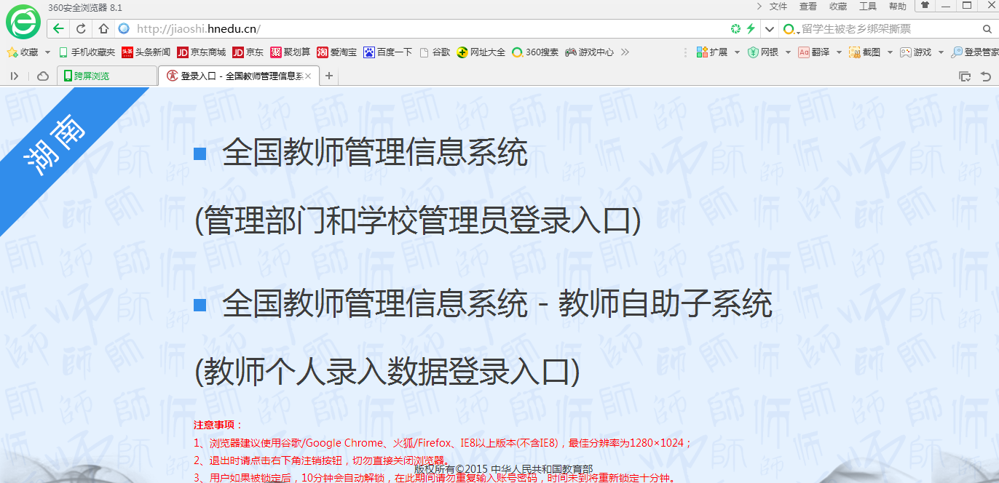 360安全浏览器 8.1
文件 查看 收藏 工具 帮助
http://jiaoshi.hnedu.cn/
留学生被老乡绑架撕票
收藏 手机收藏夹 头条新闻 京东商城 京东 聚划算 爱淘宝 百度一下 谷歌 网址大全 360搜索 游戏中心 扩展 网银 翻译 截图 游戏 登录管家
跨屏浏览 登录入口 - 全国教师管理信息系
湖南
全国教师管理信息系统
(管理部门和学校管理员登录入口)
全国教师管理信息系统 - 教师自助子系统
(教师个人录入数据登录入口)
注意事项：
1、浏览器建议使用谷歌/Google Chrome、火狐/Firefox、IE8以上版本(不含IE8)，最佳分辨率为1280×1024；
2、退出时请点击右下角注销按钮，切勿直接关闭浏览器。
版权所有©2015 中华人民共和国教育部
3、用户如果被锁定后，10分钟会自动解锁，在此期间请勿重复输入账号密码，时间未到将重新锁定十分钟。